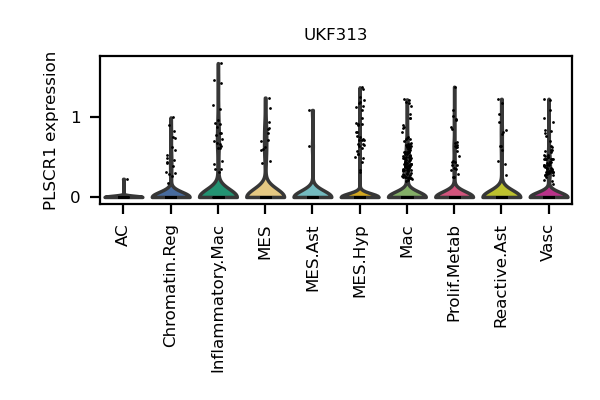 UKF313
PLSCR1 expression
1
0
AC
Chromatin.Reg
Inflammatory.Mac
MES
MES.Ast
MES.Hyp
Mac
Prolif.Metab
Reactive.Ast
Vasc